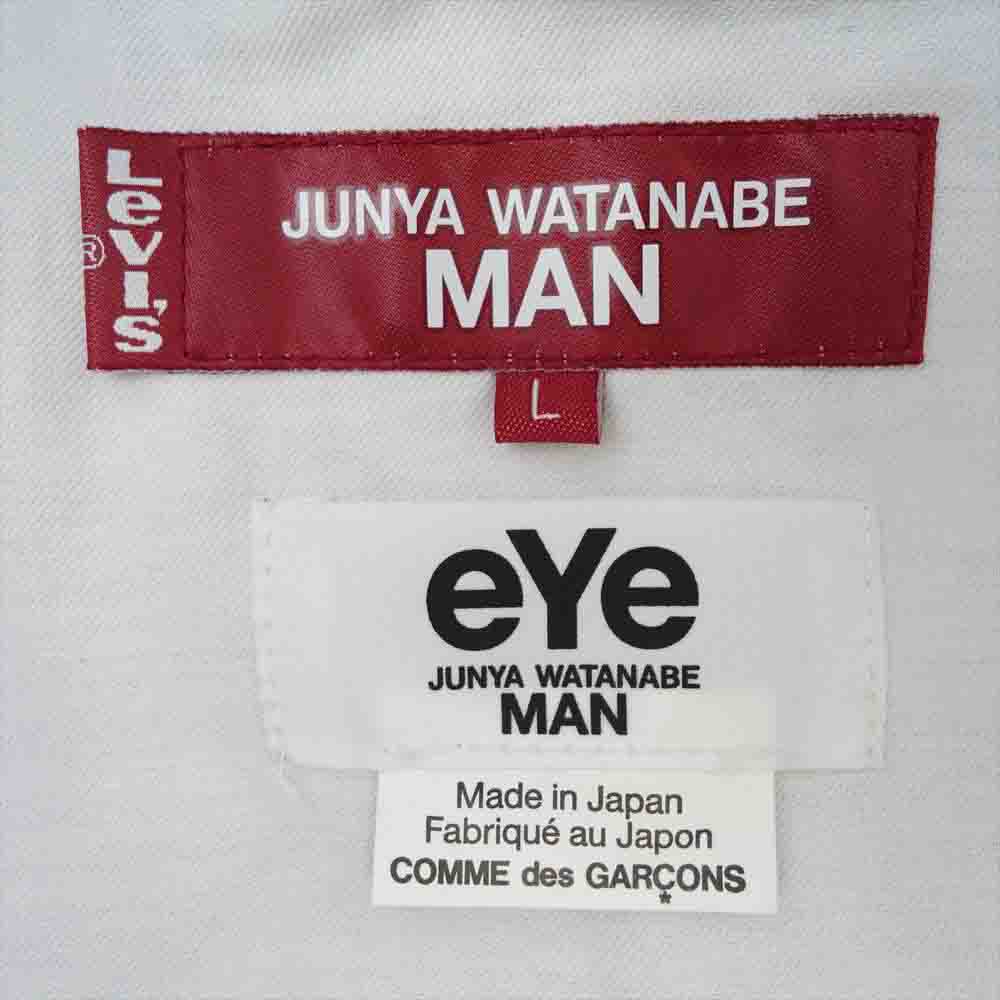 Levi's ®
JUNYA WATANABE
MAN
L
eYe
JUNYA WATANABE
MAN
Made in Japan
Fabriqué au Japon
COMME des GARÇONS
*